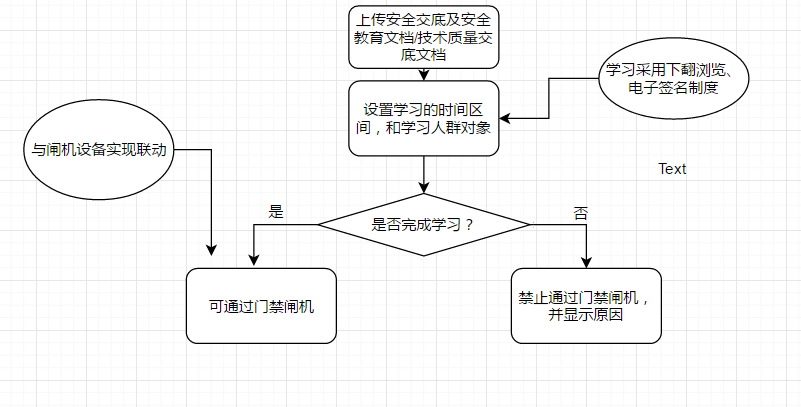 上传安全交底及安全
教育文档/技术质量交
底文档
学习采用下翻浏览、
电子签名制度
设置学习的时间区
间，和学习人群对象
与闸机设备实现联动
Text
是
是否完成学习？
否
可通过门禁闸机
禁止通过门禁闸机，
并显示原因